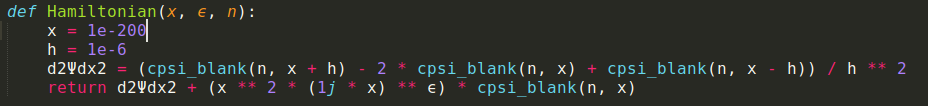 def Hamiltonian(x, ϵ, n):
    x = 1e-200
    h = 1e-6
    d2Ψdx2 = (cpsi_blank(n, x + h) - 2 * cpsi_blank(n, x) + cpsi_blank(n, x - h)) / h ** 2
    return d2Ψdx2 + (x ** 2 * (1j * x) ** ϵ) * cpsi_blank(n, x)